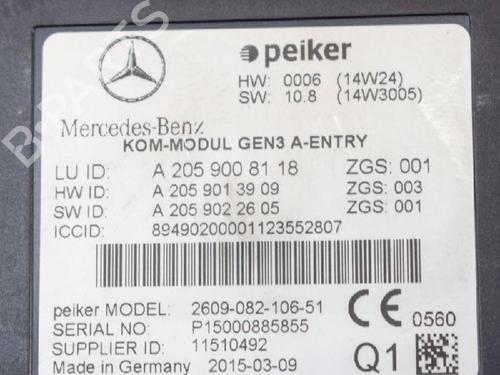 peiker
HW: 0006 (14W24)
SW: 10.8 (14W3005)
Mercedes-Benz
KOM-MODUL GEN3 A-ENTRY
LU ID: A 205 900 81 18 ZGS: 001
HW ID: A 205 901 39 09 ZGS: 003
SW ID: A 205 902 26 05 ZGS: 001
ICCID: 89490200001123552807
peiker MODEL: 2609-082-106-51
SERIAL NO: P15000885855
SUPPLIER ID: 11510492
Made in Germany 2015-03-09
CE 0560
Q1
B-PARTS